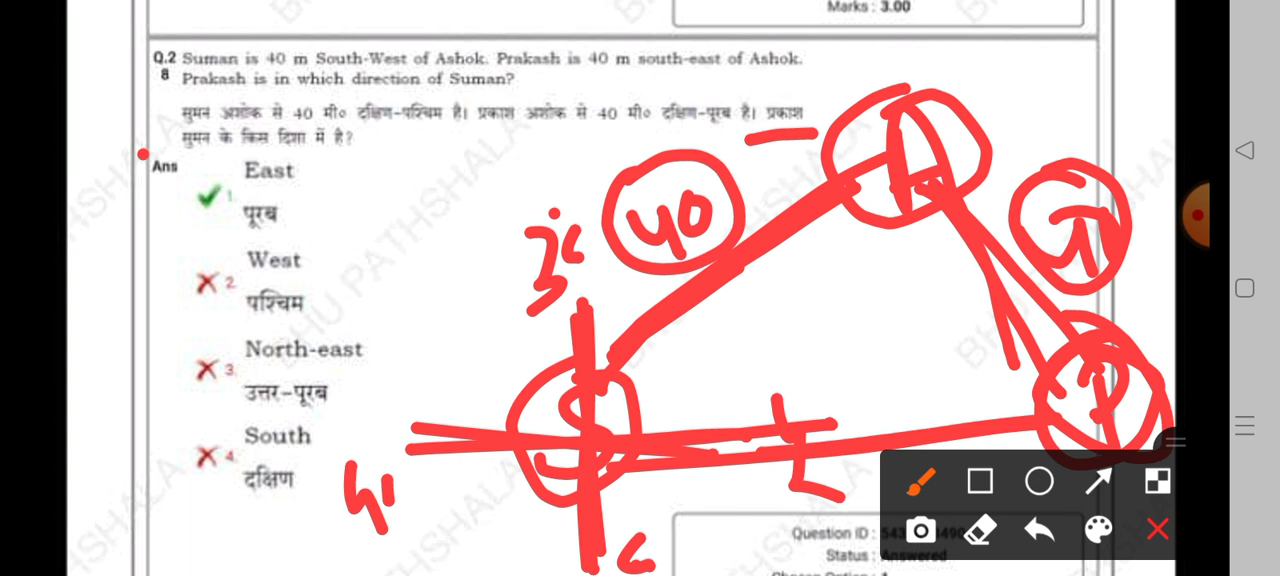 Marks : 3.00
Q.2 Suman is 40 m South-West of Ashok. Prakash is 40 m south-east of Ashok.
8 Prakash is in which direction of Suman?
सुमन अशोक से 40 मी० दक्षिण-पश्चिम है। प्रकाश अशोक से 40 मी० दक्षिण-पूरब है। प्रकाश
सुमन के किस दिशा में है?
Ans
East
1.
पूरब
West
2.
पश्चिम
North-east
3.
उत्तर-पूरब
South
4.
दक्षिण
A
40
S
P
BHU PATHSHALA
Question ID :
Status : Answered